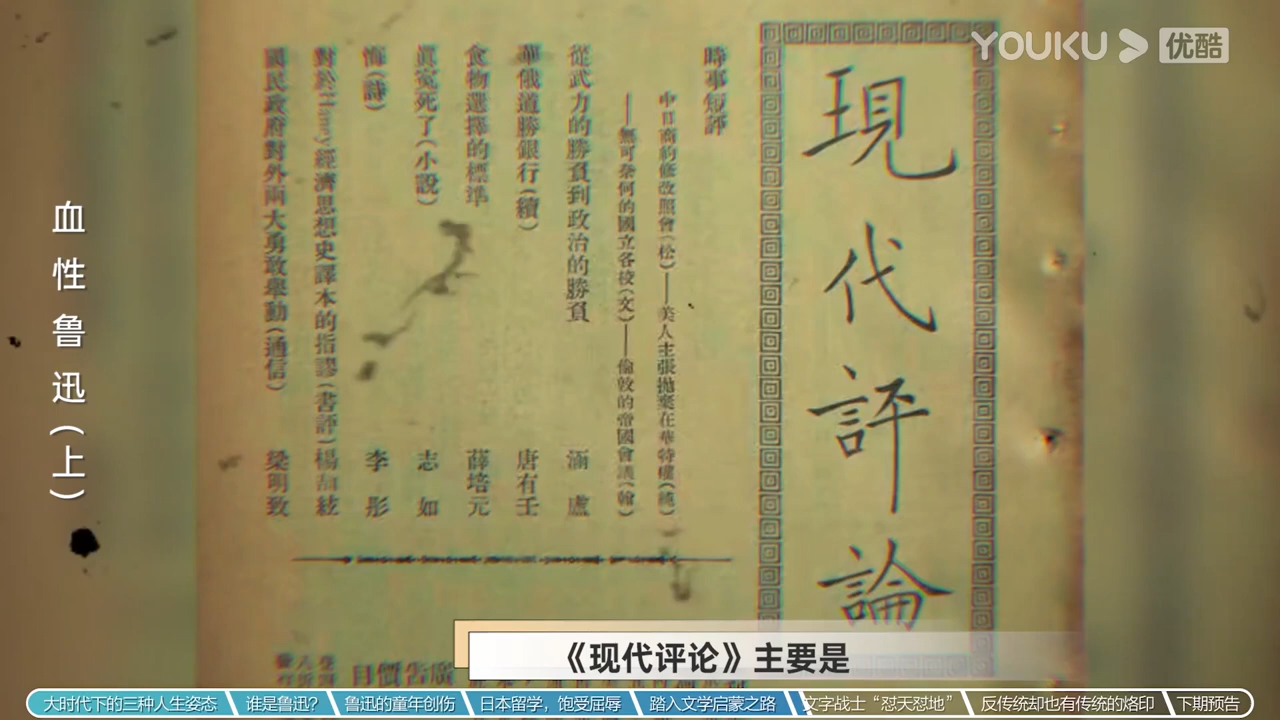 YOUKU 优酷
血性鲁迅(上)
現代評論
時事短評
中日商約修改照會(松)——美人主張拋棄在華特權(純)
——無可奈何的國立各校(文)——倫敦的帝國會議(翰)
從武力的勝負到政治的勝負 涵廬
華俄道勝銀行(續) 唐有壬
食物選擇的標準 薛培元
真冤死了(小說) 志如
悔(詩) 李彤
經濟思想史譯本的指謬(書評)
國民政府對外兩大勇敢舉動(通信) 梁明致
廣告價目
《现代评论》主要是
大时代下的三种人生姿态
谁是鲁迅?
鲁迅的童年创伤
日本留学,饱受屈辱
踏入文学启蒙之路
文字战士“怼天怼地”
反传统却也有传统的烙印
下期预告